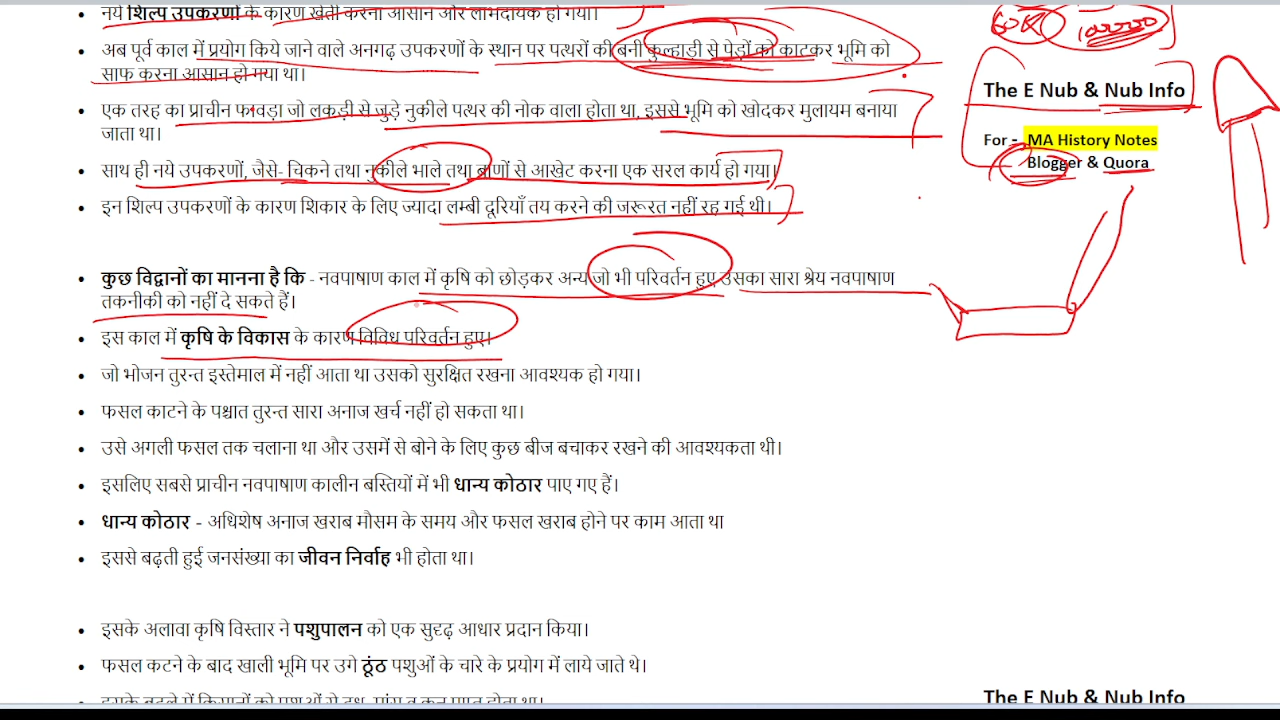 नये शिल्प उपकरणों के कारण खेती करना आसान और लाभदायक हो गया।
अब पूर्व काल में प्रयोग किये जाने वाले अनगढ़ उपकरणों के स्थान पर पत्थरों की बनी कुल्हाड़ी से पेड़ों को काटकर भूमि को
साफ करना आसान हो गया था।
एक तरह का प्राचीन फावड़ा जो लकड़ी से जुड़े नुकीले पत्थर की नोक वाला होता था, इससे भूमि को खोदकर मुलायम बनाया
जाता था।
साथ ही नये उपकरणों, जैसे- चिकने तथा नुकीले भाले तथा बाणों से आखेट करना एक सरल कार्य हो गया।
इन शिल्प उपकरणों के कारण शिकार के लिए ज्यादा लम्बी दूरियाँ तय करने की जरूरत नहीं रह गई थी।
कुछ विद्वानों का मानना है कि - नवपाषाण काल में कृषि को छोड़कर अन्य जो भी परिवर्तन हुए उसका सारा श्रेय नवपाषाण
तकनीकी को नहीं दे सकते हैं।
इस काल में कृषि के विकास के कारण विविध परिवर्तन हुए।
जो भोजन तुरन्त इस्तेमाल में नहीं आता था उसको सुरक्षित रखना आवश्यक हो गया।
फसल काटने के पश्चात तुरन्त सारा अनाज खर्च नहीं हो सकता था।
उसे अगली फसल तक चलाना था और उसमें से बोने के लिए कुछ बीज बचाकर रखने की आवश्यकता थी।
इसलिए सबसे प्राचीन नवपाषाण कालीन बस्तियों में भी धान्य कोठार पाए गए हैं।
धान्य कोठार - अधिशेष अनाज खराब मौसम के समय और फसल खराब होने पर काम आता था
इससे बढ़ती हुई जनसंख्या का जीवन निर्वाह भी होता था।
इसके अलावा कृषि विस्तार ने पशुपालन को एक सुदृढ़ आधार प्रदान किया।
फसल कटने के बाद खाली भूमि पर उगे ठूंठ पशुओं के चारे के प्रयोग में लाये जाते थे।
100000
The E Nub & Nub Info
For - MA History Notes
Blogger & Quora
The E Nub & Nub Info